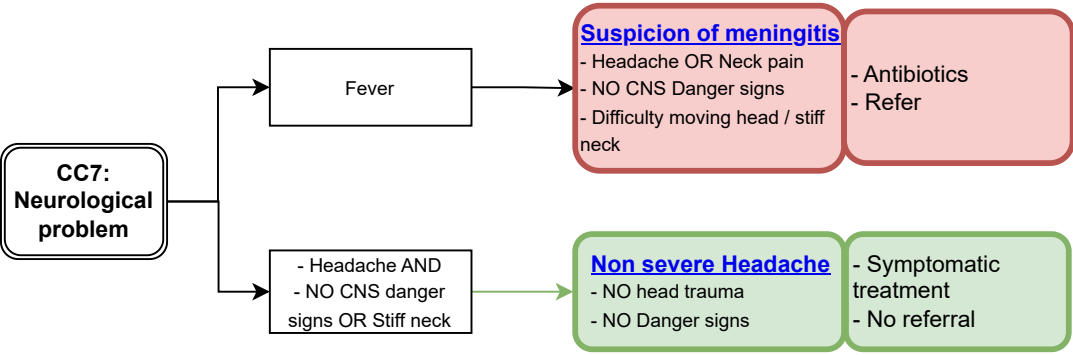 CC7:
Neurological
problem
Fever
Suspicion of meningitis
- Headache OR Neck pain
- NO CNS Danger signs
- Difficulty moving head / stiff
neck
- Antibiotics
- Refer
- Headache AND
- NO CNS danger
signs OR Stiff neck
Non severe Headache
- NO head trauma
- NO Danger signs
- Symptomatic
treatment
- No referral